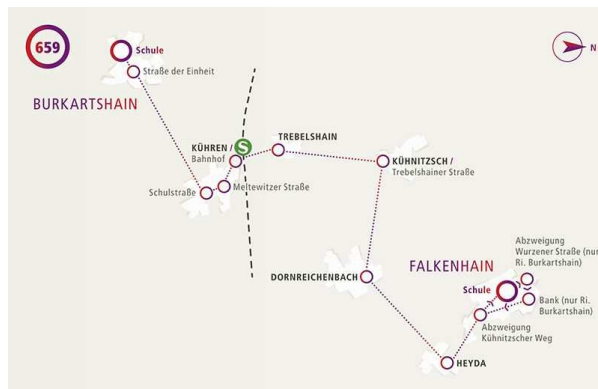 659
Schule
Straße der Einheit
BURKARTSHAIN
N
TREBELSHAIN
KÜHREN /
Bahnhof
S
KÜHNITZSCH /
Trebelshainer Straße
Schulstraße
Meltewitzer Straße
Abzweigung
Wurzener Straße (nur
Ri. Burkartshain)
FALKENHAIN
DORNREICHENBACH
Schule
Bank (nur Ri.
Burkartshain)
Abzweigung
Kühnitzscher Weg
HEYDA